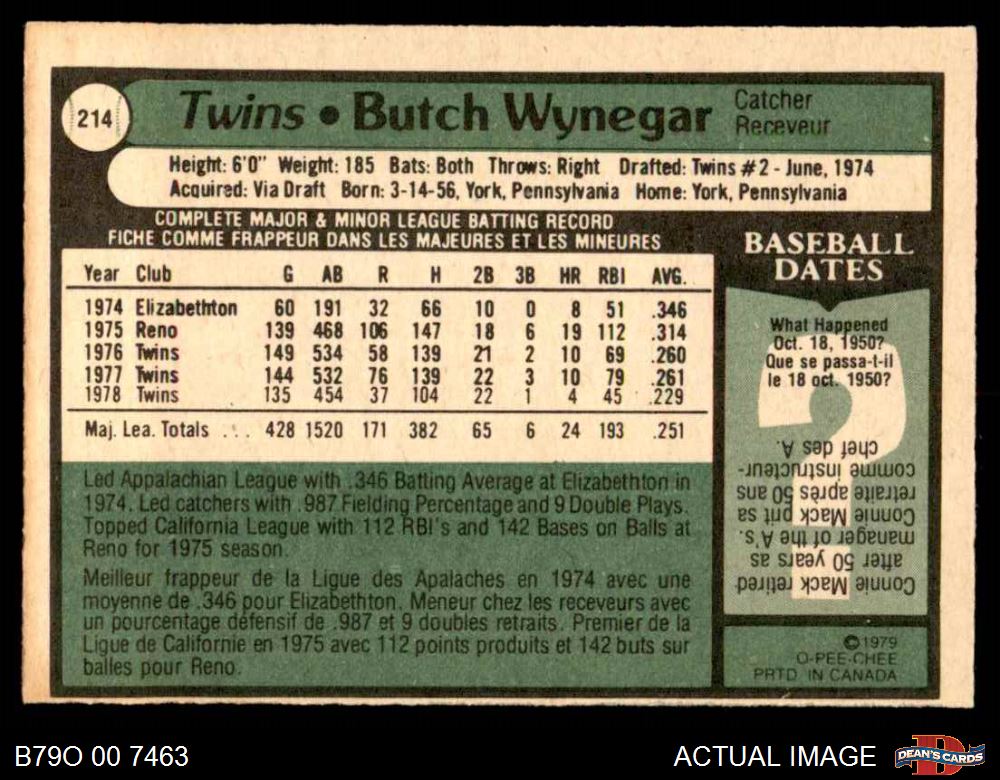 214
Twins • Butch Wynegar
Catcher
Receveur
Height: 6'0" Weight: 185 Bats: Both Throws: Right Drafted: Twins #2 - June, 1974
Acquired: Via Draft Born: 3-14-56, York, Pennsylvania Home: York, Pennsylvania
COMPLETE MAJOR & MINOR LEAGUE BATTING RECORD
FICHE COMME FRAPPEUR DANS LES MAJEURES ET LES MINEURES
Year Club G AB R H 2B 3B HR RBI AVG.
1974 Elizabethton 60 191 32 66 10 0 8 51 .346
1975 Reno 139 468 106 147 18 6 19 112 .314
1976 Twins 149 534 58 139 21 2 10 69 .260
1977 Twins 144 532 76 139 22 3 10 79 .261
1978 Twins 135 454 37 104 22 1 4 45 .229
Maj. Lea. Totals ... 428 1520 171 382 65 6 24 193 .251
Led Appalachian League with .346 Batting Average at Elizabethton in
1974. Led catchers with .987 Fielding Percentage and 9 Double Plays.
Topped California League with 112 RBI's and 142 Bases on Balls at
Reno for 1975 season.
Meilleur frappeur de la Ligue des Apalaches en 1974 avec une
moyenne de .346 pour Elizabethton. Meneur chez les receveurs avec
un pourcentage défensif de .987 et 9 doubles retraits. Premier de la
Ligue de Californie en 1975 avec 112 points produits et 142 buts sur
balles pour Reno.
BASEBALL
DATES
What Happened
Oct. 18, 1950?
Que se passa-t-il
le 18 oct. 1950?
Connie Mack retired
after 50 years as
manager of the A's.
Connie Mack prit sa
retraite après 50 ans
comme instructeur-
chef des A.
©1979
O-PEE-CHEE
PRTD. IN CANADA
B79O 00 7463
ACTUAL IMAGE
D
DEAN'S CARDS